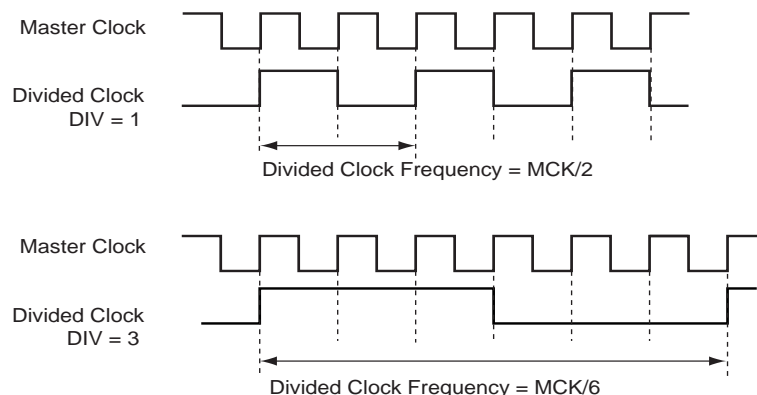 Master Clock
Divided Clock
DIV = 1
Divided Clock Frequency = MCK/2
Master Clock
Divided Clock
DIV = 3
Divided Clock Frequency = MCK/6